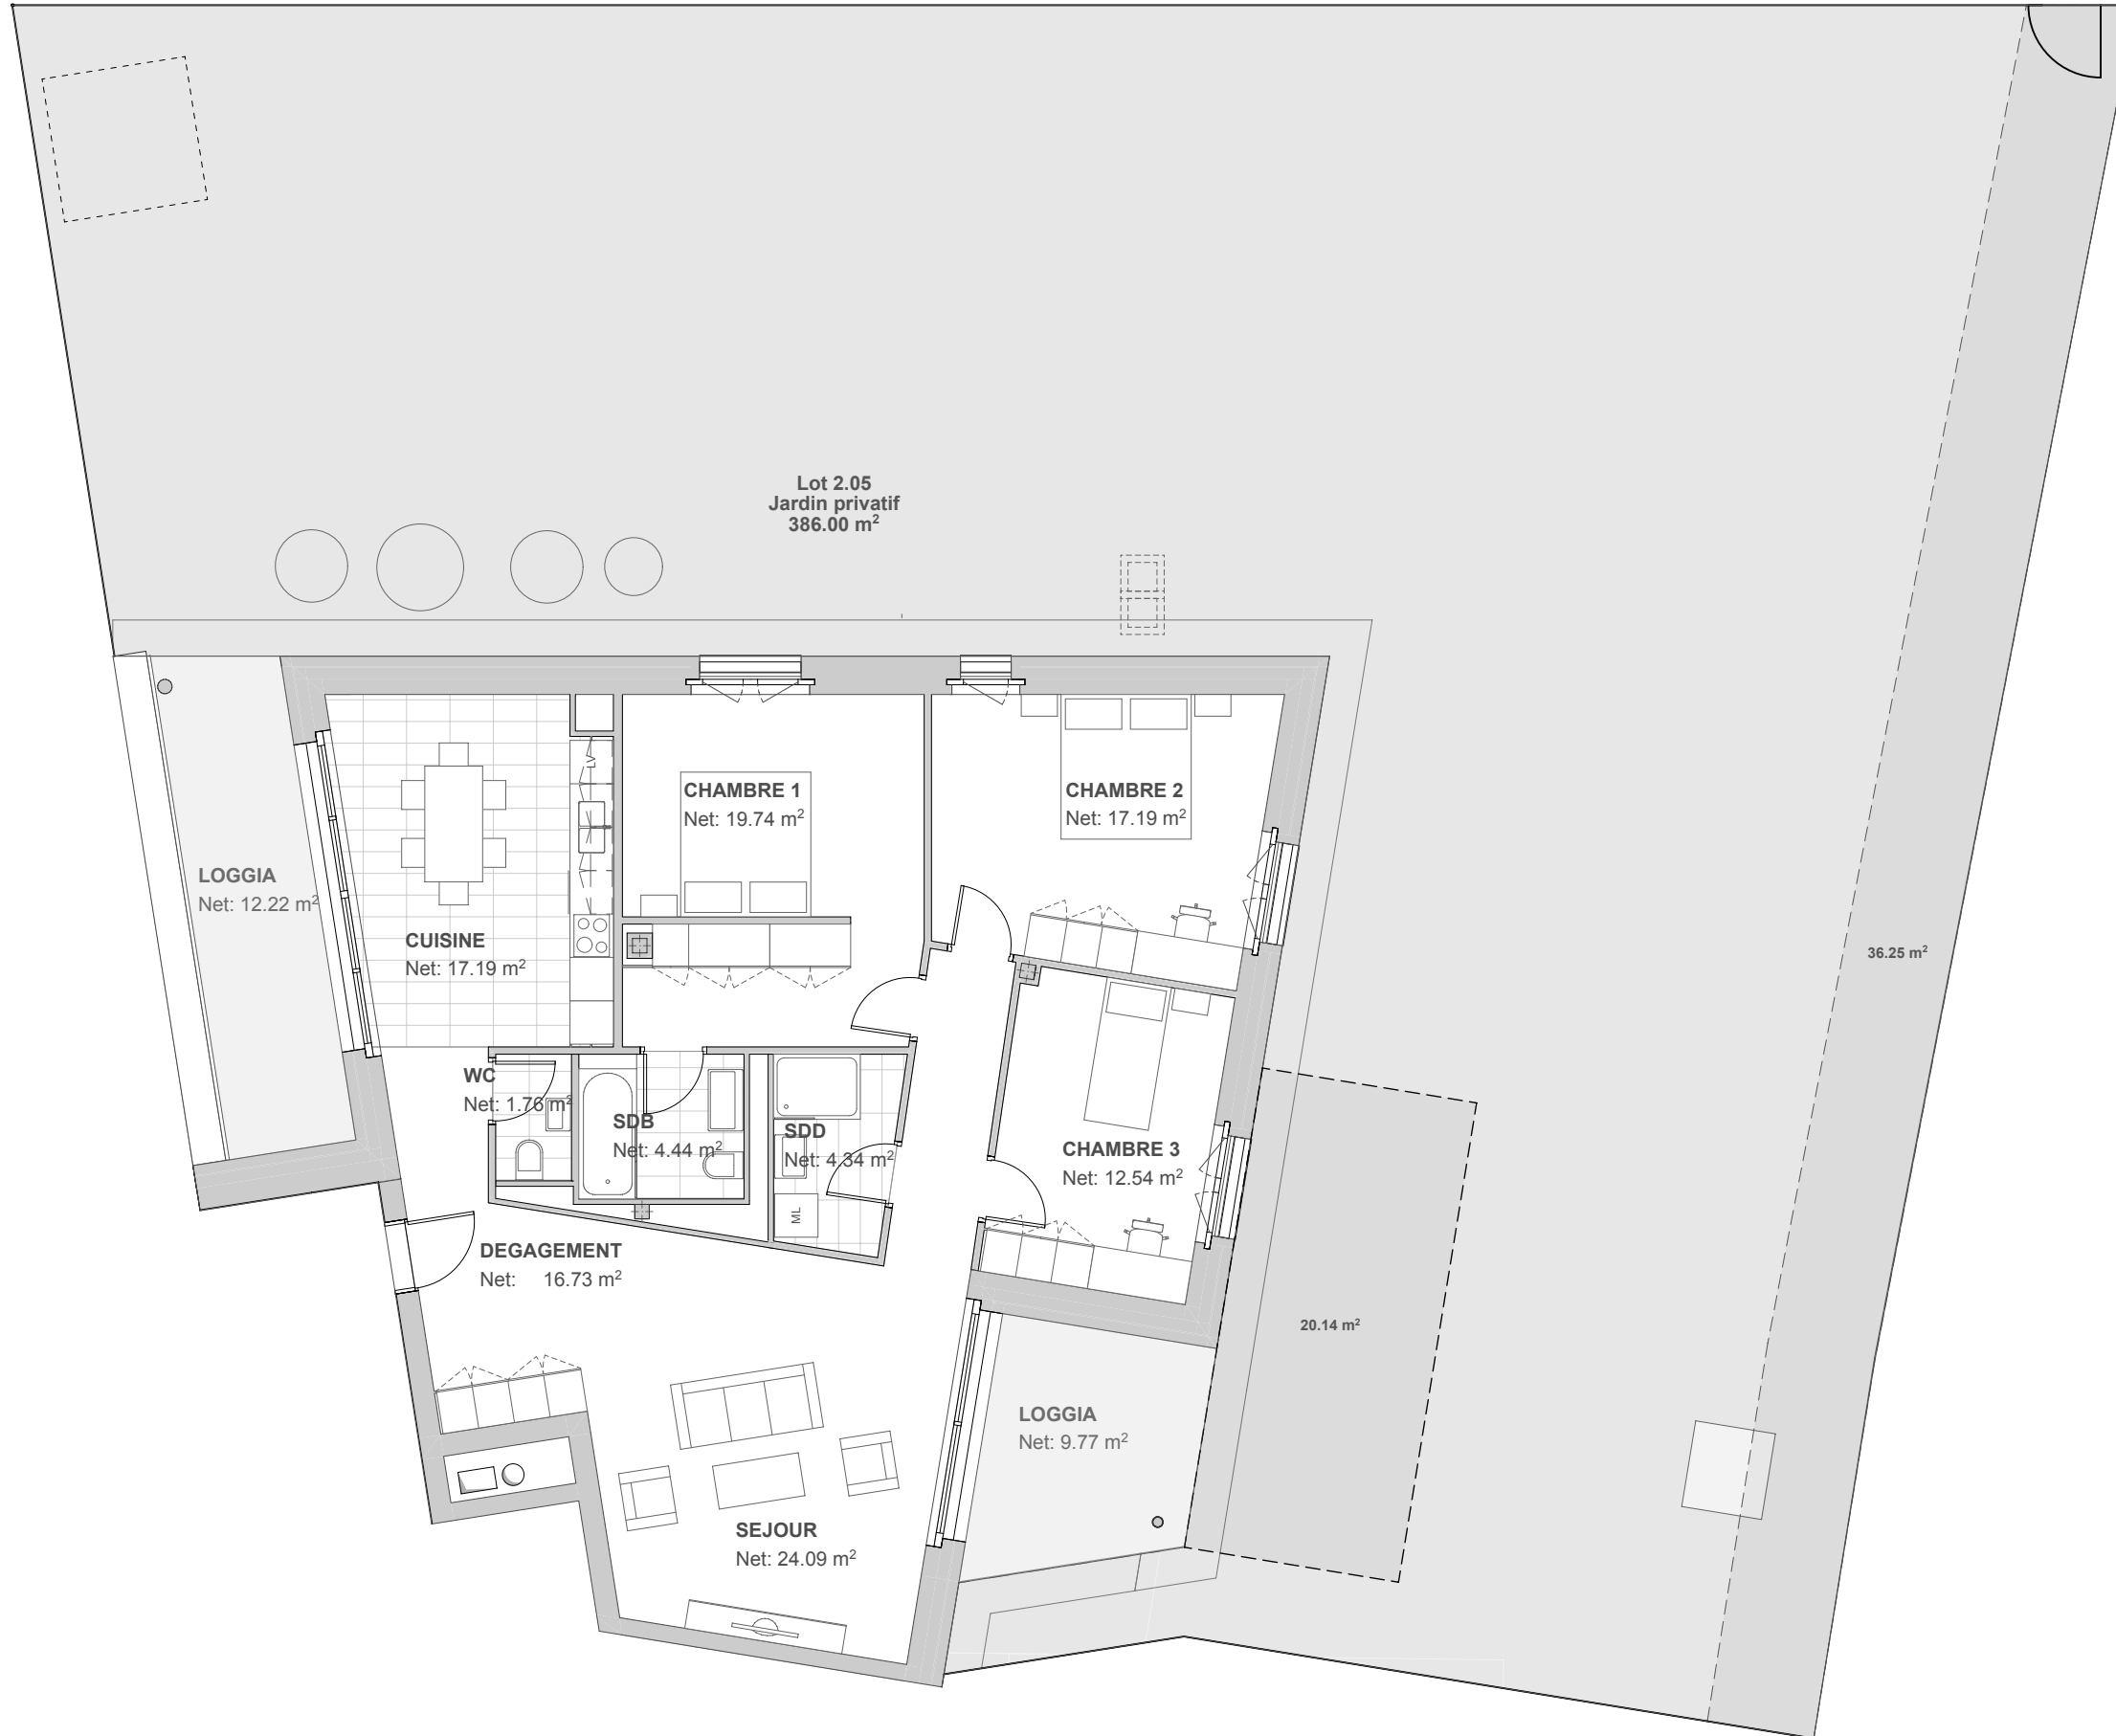 Lot 2.05
Jardin privatif
386.00 m²
LV
CHAMBRE 1
Net: 19.74 m²
CHAMBRE 2
Net: 17.19 m²
LOGGIA
Net: 12.22 m²
CUISINE
Net: 17.19 m²
36.25 m²
WC
Net: 1.76 m²
SDB
Net: 4.44 m²
SDD
Net: 4.34 m²
CHAMBRE 3
Net: 12.54 m²
ML
DEGAGEMENT
Net: 16.73 m²
20.14 m²
LOGGIA
Net: 9.77 m²
SEJOUR
Net: 24.09 m²